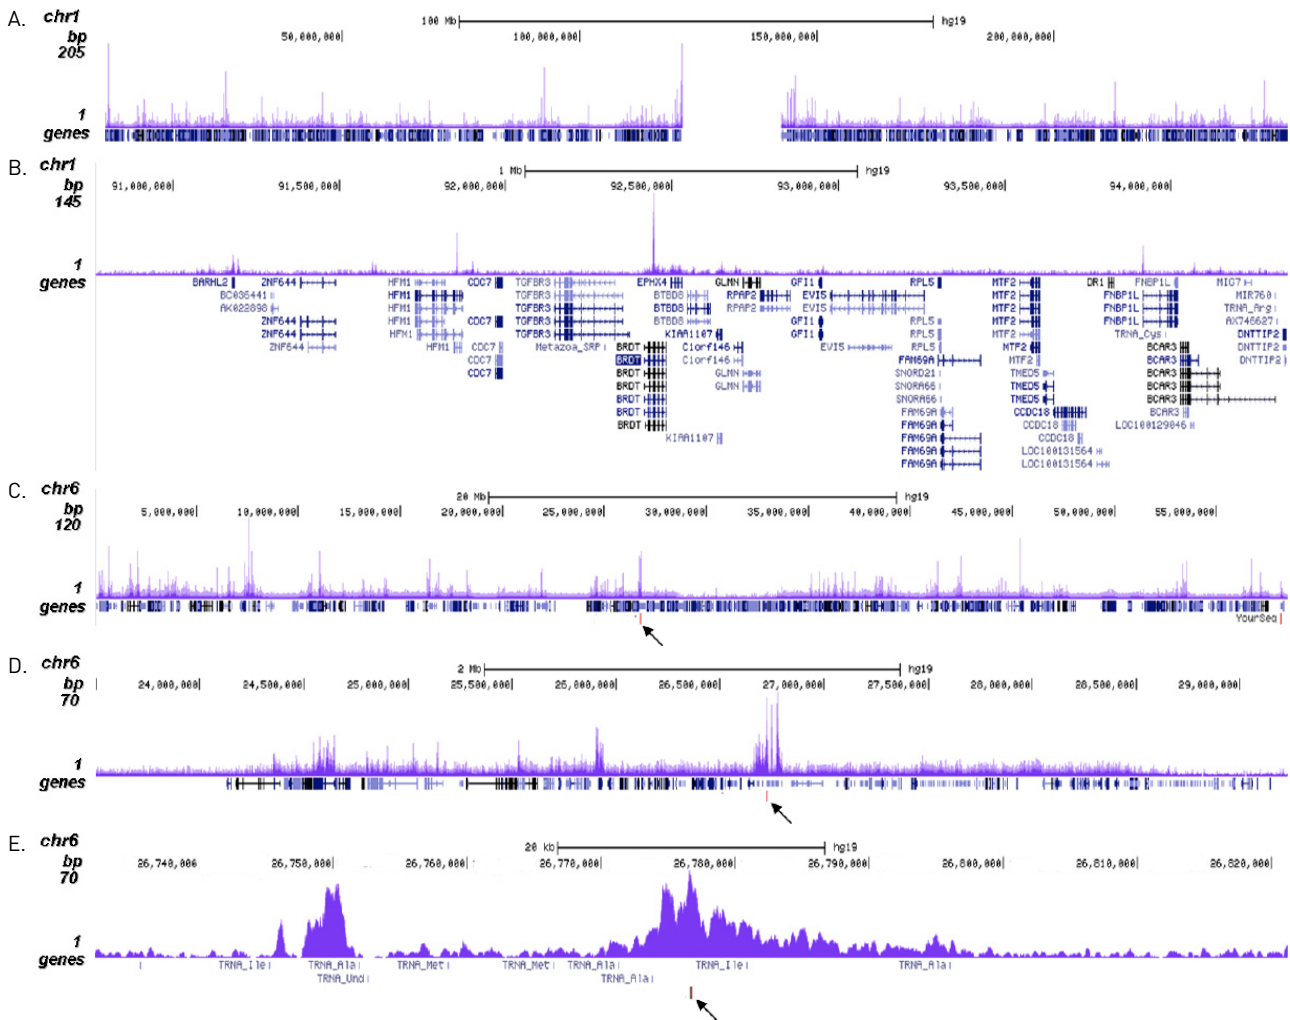 A. chr1
100 Mb hg19
bp 50,000,000 100,000,000 150,000,000 200,000,000
205
1
genes
B. chr1
1 Mb hg19
bp 91,000,000 91,500,000 92,000,000 92,500,000 93,000,000 93,500,000 94,000,000
145
1
genes
BARHL2 ZNF644 HFM1 CDC7 TGFBR3 EPHX4 GLMN GFI1 RPL5 MTF2 DR1 FNBP1L MIG7
BC036441 HFM1 TGFBR3 BTBD8 RPAP2 EVI5 MTF2 FNBP1L MIR760
AK022898 HFM1 TGFBR3 BTBD8 RPAP2 EVI5 MTF2 FNBP1L TRNA_Arg
ZNF644 HFM1 CDC7 TGFBR3 BTBD8 GFI1 RPL5 MTF2 FNBP1L AX746627
ZNF644 HFM1 TGFBR3 KIAA1107 GFI1 RPL5 MTF2 TRNA_Cys DNTTIP2
ZNF644 HFM1 CDC7 Metazoa_SRP BRDT C1orf146 EVI5 RPL5 MTF2 BCAR3 DNTTIP2
CDC7 BRDT C1orf146 FAM69A MTF2 BCAR3 DNTTIP2
CDC7 BRDT GLMN SNORD21 TMED5 BCAR3
BRDT GLMN SNORA66 TMED5 BCAR3
BRDT SNORA66 TMED5 BCAR3
BRDT FAM69A CCDC18 BCAR3
BRDT FAM69A CCDC18 LOC100129046
KIAA1107 FAM69A CCDC18
FAM69A LOC100131564
FAM69A LOC100131564
C. chr6
20 Mb hg19
bp 5,000,000 10,000,000 15,000,000 20,000,000 25,000,000 30,000,000 35,000,000 40,000,000 45,000,000 50,000,000 55,000,000
120
1
genes
YourSeq
D. chr6
2 Mb hg19
bp 24,000,000 24,500,000 25,000,000 25,500,000 26,000,000 26,500,000 27,000,000 27,500,000 28,000,000 28,500,000 29,000,000
70
1
genes
E. chr6
20 kb hg19
bp 26,740,000 26,750,000 26,760,000 26,770,000 26,780,000 26,790,000 26,800,000 26,810,000 26,820,000
70
1
genes
TRNA_Ile TRNA_Ala TRNA_Met TRNA_Met TRNA_Ala TRNA_Ile TRNA_Ala
TRNA_Und TRNA_Ala